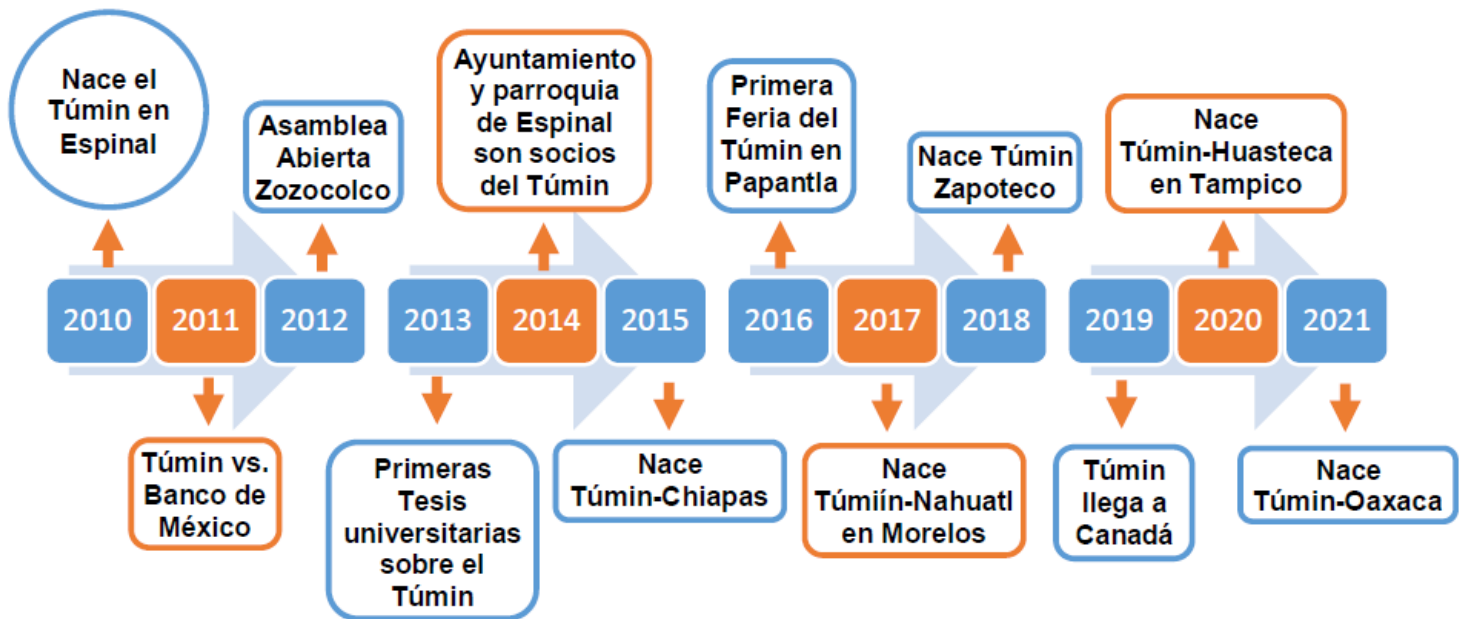 Nace el
Túmin en
Espinal
Asamblea
Abierta
Zozocolco
Ayuntamiento
y parroquia
de Espinal
son socios
del Túmin
Primera
Feria del
Túmin en
Papantla
Nace Túmin
Zapoteco
Nace
Túmin-Huasteca
en Tampico
2010
2011
2012
2013
2014
2015
2016
2017
2018
2019
2020
2021
Túmin vs.
Banco de
México
Primeras
Tesis
universitarias
sobre el
Túmin
Nace
Túmin-Chiapas
Nace
Túmiín-Nahuatl
en Morelos
Túmin
llega a
Canadá
Nace
Túmin-Oaxaca